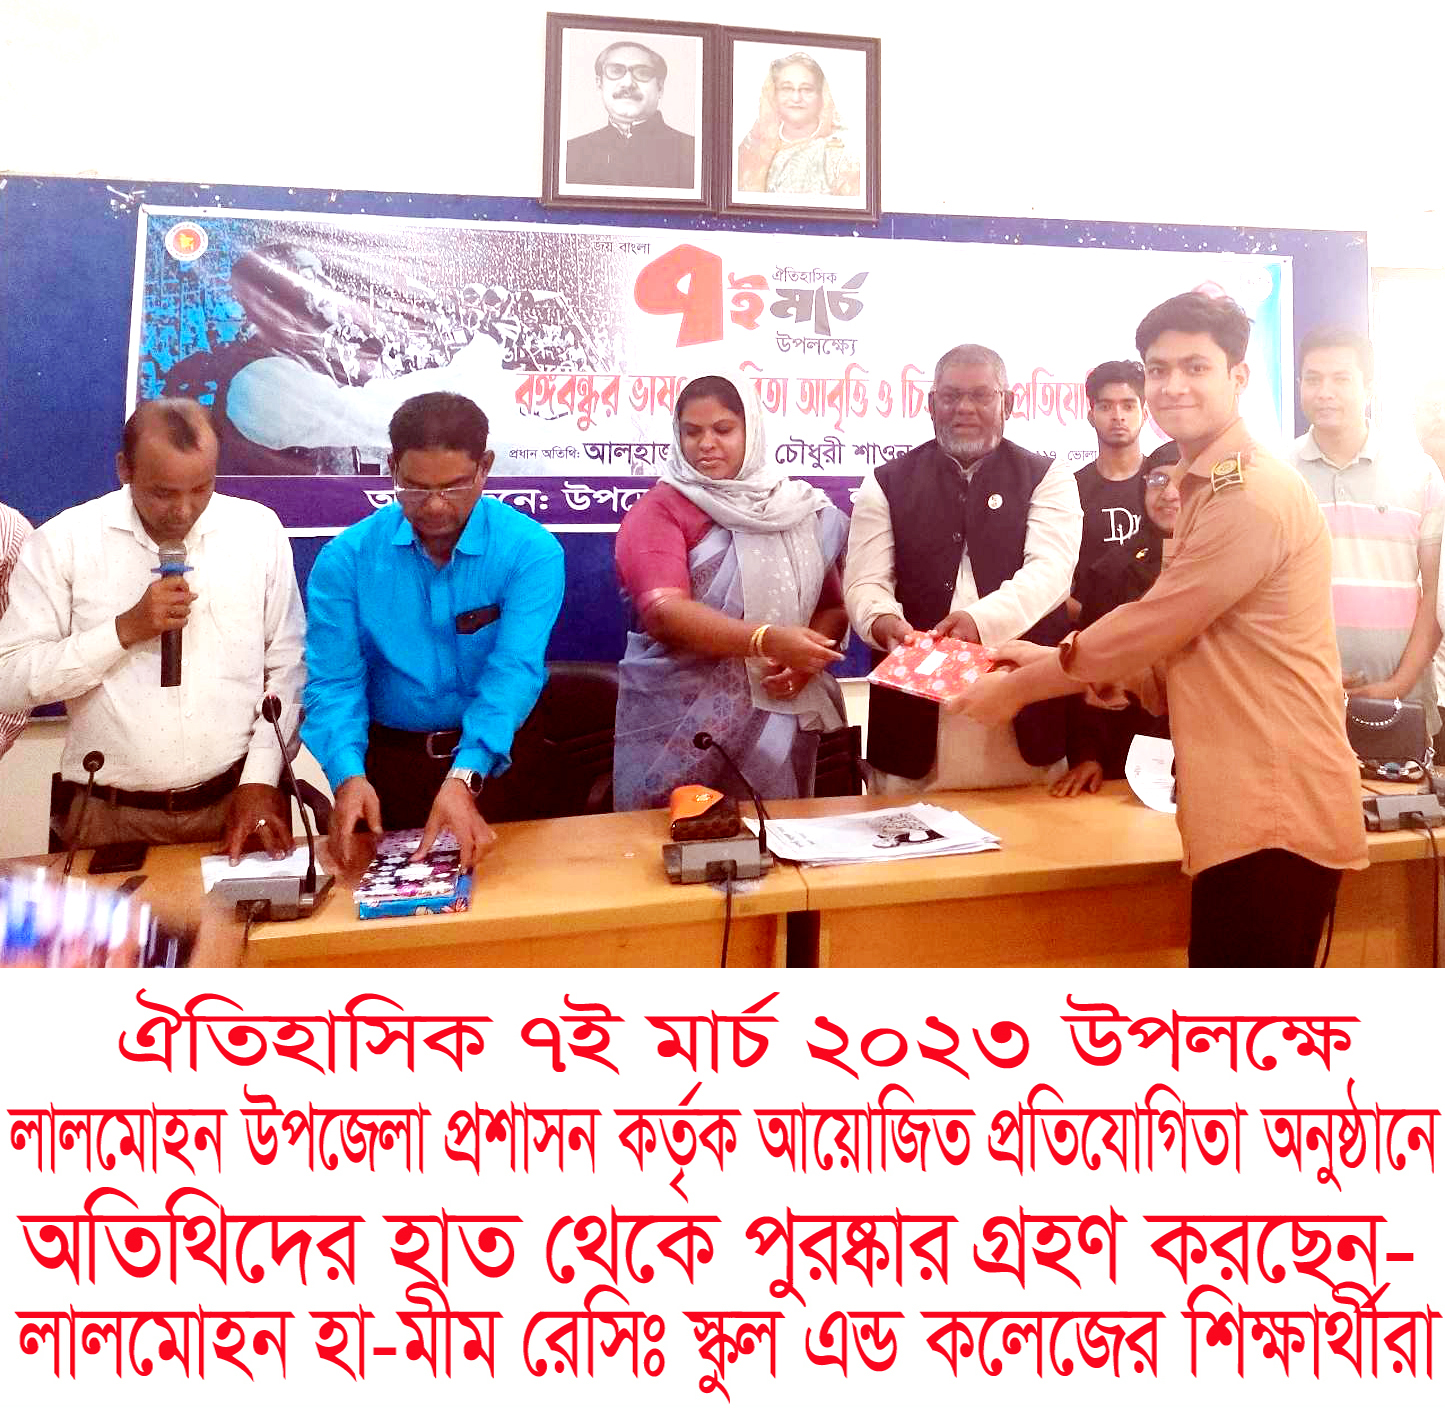 জয় বাংলা
ঐতিহাসিক
৭ই মার্চ
উপলক্ষ্যে
বঙ্গবন্ধুর আবৃত্তি ও
প্রধান অতিথি: চৌধুরী শাওন ভোলা
ঐতিহাসিক ৭ই মার্চ ২০২৩ উপলক্ষে
লালমোহন উপজেলা প্রশাসন কর্তৃক আয়োজিত প্রতিযোগিতা অনুষ্ঠানে
অতিথিদের হাত থেকে পুরষ্কার গ্রহণ করছেন-
লালমোহন হা-মীম রেসিঃ স্কুল এন্ড কলেজের শিক্ষার্থীরা